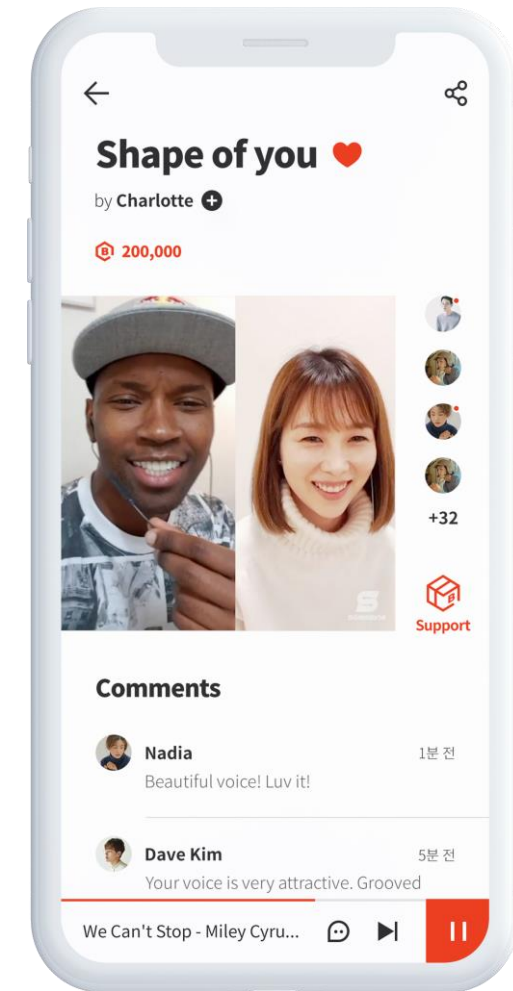 Shape of you
by Charlotte
200,000
+32
Support
Comments
Nadia
1분 전
Beautiful voice! Luv it!
Dave Kim
5분 전
Your voice is very attractive. Grooved
We Can't Stop - Miley Cyru...